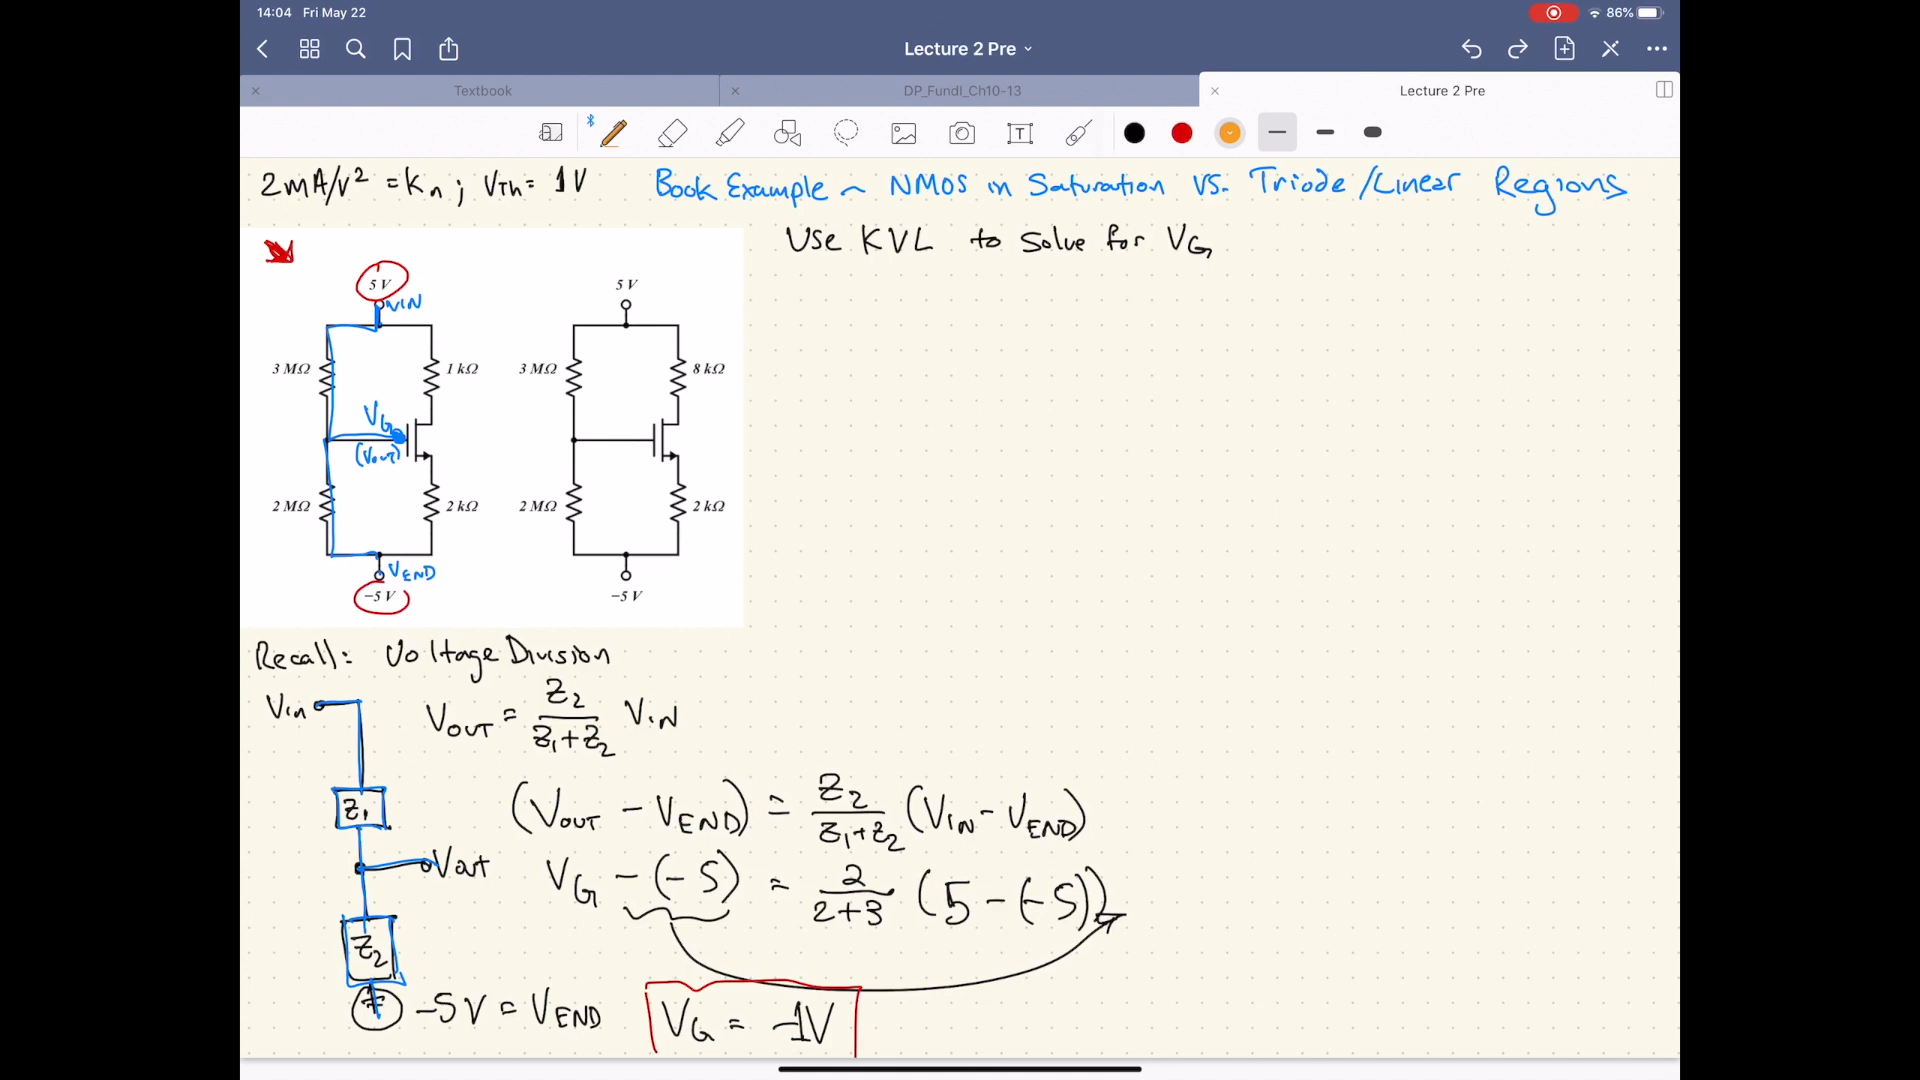 14:04 Fri May 22
86%
Lecture 2 Pre
Textbook
DP_FundI_Ch10-13
Lecture 2 Pre
2mA/V² = Kn ; VTh = 1V
Book Example ~ NMOS in Saturation vs. Triode/Linear Regions
Use KVL to solve for VG
5 V
VIN
3 MΩ
1 kΩ
VG
(Vout)
2 MΩ
2 kΩ
VEND
−5 V
5 V
3 MΩ
8 kΩ
2 MΩ
2 kΩ
−5 V
Recall: Voltage Division
Vin
VOUT = Z2/(Z1+Z2) VIN
Z1
(VOUT − VEND) = Z2/(Z1+Z2) (VIN − VEND)
Vout
VG − (−5) = 2/(2+3) (5 − (−5))
Z2
−5V = VEND
VG = −1V